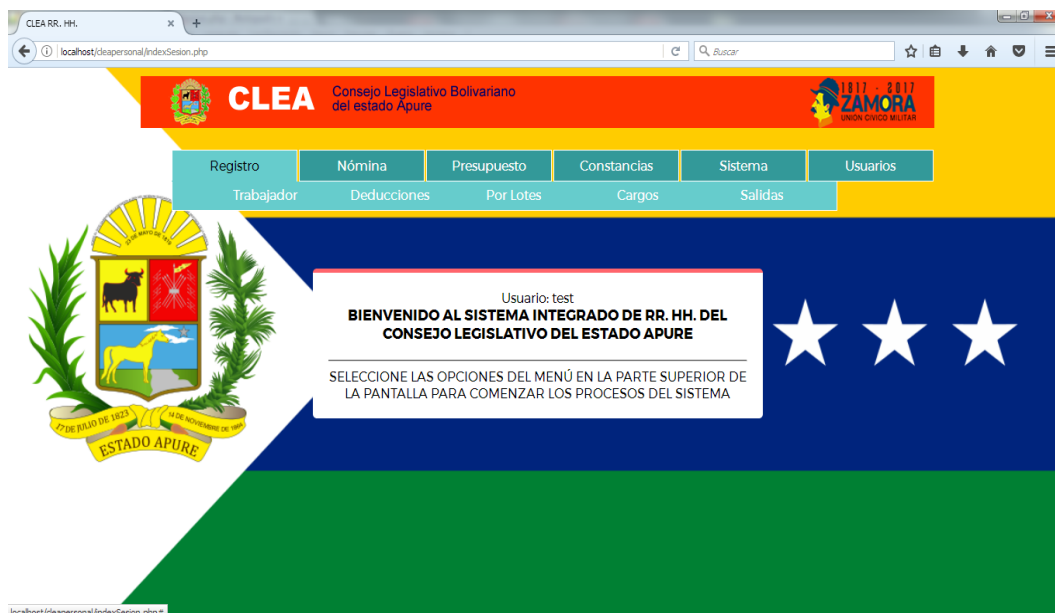 CLEA RR. HH.
localhost/cleapersonal/indexSesion.php
Buscar
CLEA
Consejo Legislativo Bolivariano
del estado Apure
1817 - 2017
ZAMORA
UNION CIVICO MILITAR
Registro
Nómina
Presupuesto
Constancias
Sistema
Usuarios
Trabajador
Deducciones
Por Lotes
Cargos
Salidas
Usuario: test
BIENVENIDO AL SISTEMA INTEGRADO DE RR. HH. DEL
CONSEJO LEGISLATIVO DEL ESTADO APURE
SELECCIONE LAS OPCIONES DEL MENÚ EN LA PARTE SUPERIOR DE
LA PANTALLA PARA COMENZAR LOS PROCESOS DEL SISTEMA
23 DE MAYO DE
17 DE JULIO DE 1823
14 DE NOVIEMBRE DE
ESTADO APURE
localhost/cleapersonal/indexSesion.php#